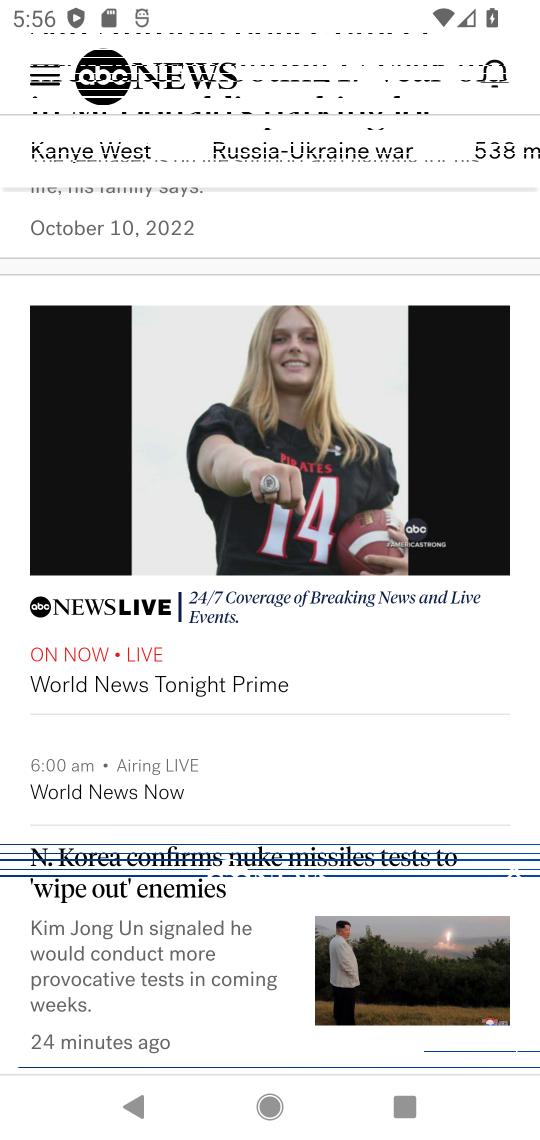 5:56
abc NEWS
Kanye West Russia-Ukraine war 538 m
life, his family says.
October 10, 2022
PIRATES
14
abc
#AMERICASTRONG
abc NEWS LIVE 24/7 Coverage of Breaking News and Live
Events.
ON NOW • LIVE
World News Tonight Prime
6:00 am • Airing LIVE
World News Now
N. Korea confirms nuke missiles tests to
'wipe out' enemies
Kim Jong Un signaled he
would conduct more
provocative tests in coming
weeks.
24 minutes ago